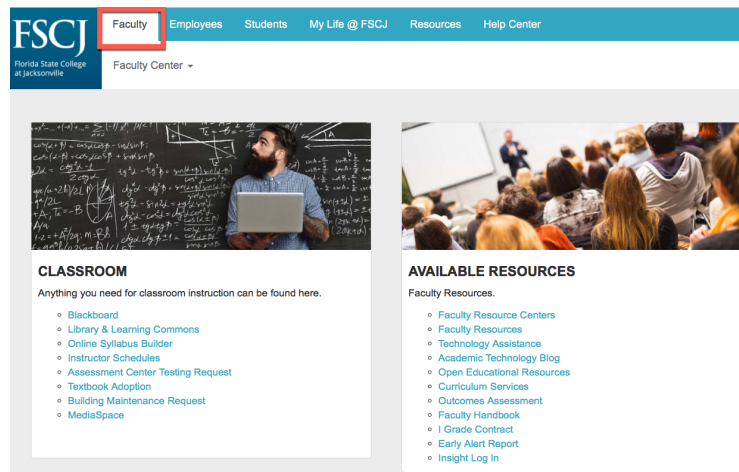 FSCJ
Florida State College
at Jacksonville
Faculty
Employees
Students
My Life @ FSCJ
Resources
Help Center
Faculty Center
CLASSROOM
Anything you need for classroom instruction can be found here.
Blackboard
Library & Learning Commons
Online Syllabus Builder
Instructor Schedules
Assessment Center Testing Request
Textbook Adoption
Building Maintenance Request
MediaSpace
AVAILABLE RESOURCES
Faculty Resources.
Faculty Resource Centers
Faculty Resources
Technology Assistance
Academic Technology Blog
Open Educational Resources
Curriculum Services
Outcomes Assessment
Faculty Handbook
I Grade Contract
Early Alert Report
Insight Log In